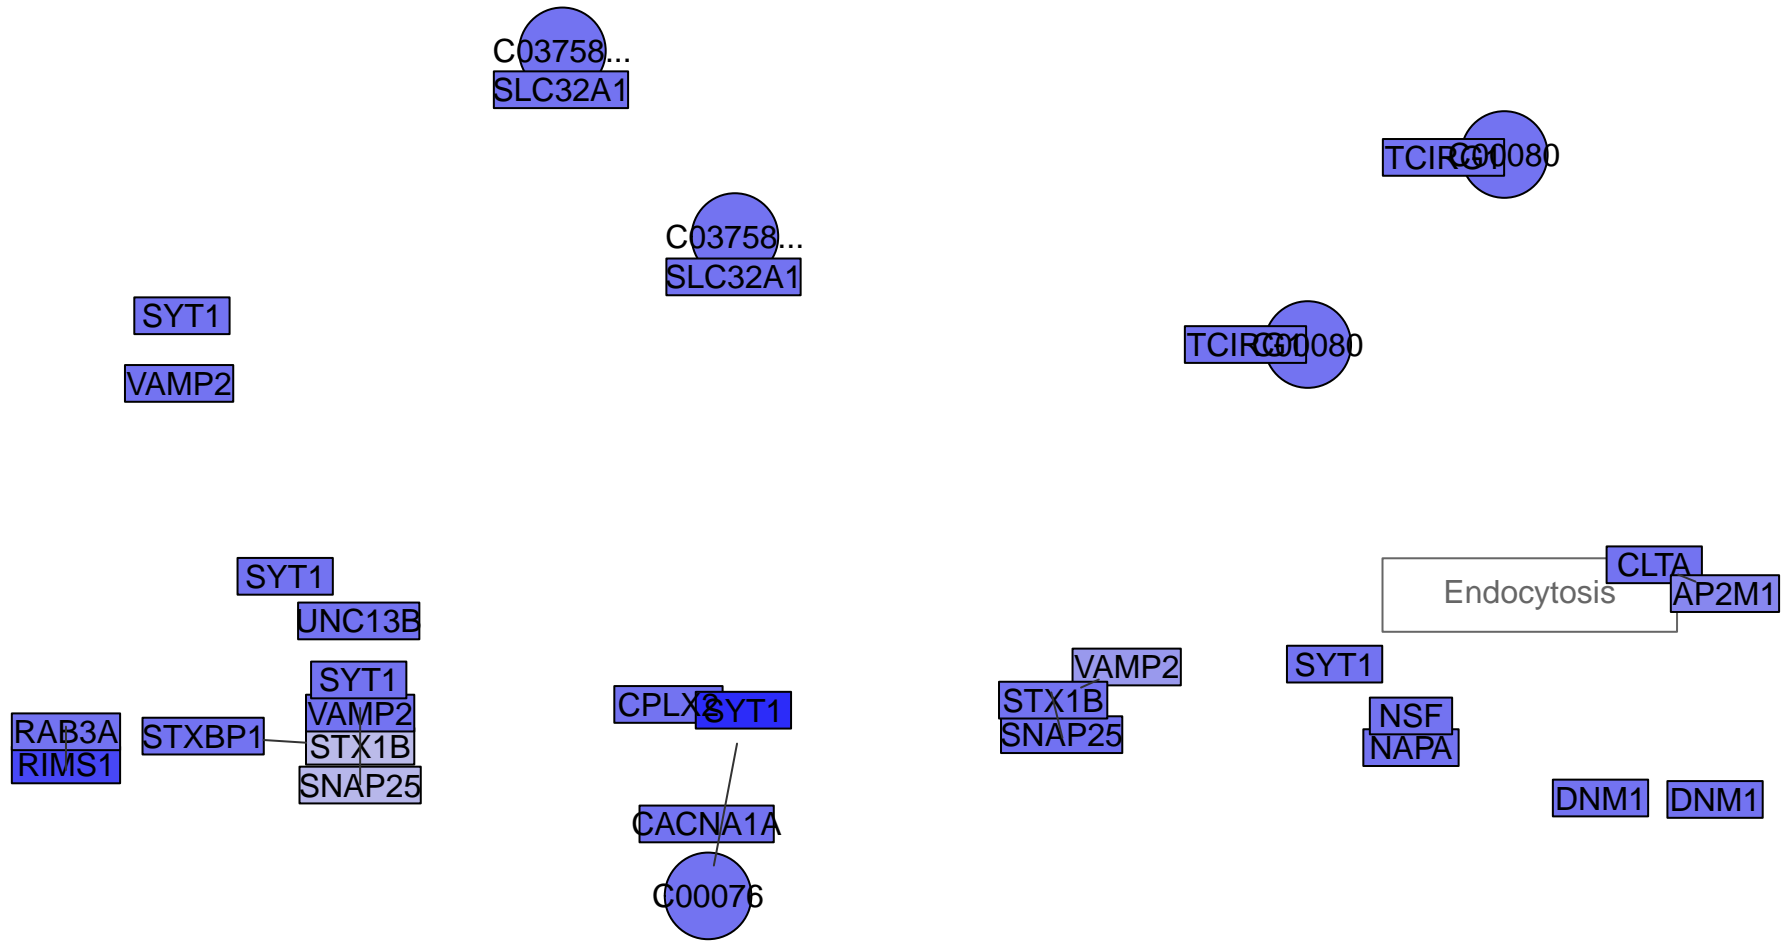 C03758...
SLC32A1
TCIRG1
C00080
C03758...
SLC32A1
SYT1
TCIRG1
C00080
VAMP2
SYT1
CLTA
Endocytosis
AP2M1
UNC13B
SYT1
VAMP2
SYT1
CPLX2
SYT1
STX1B
VAMP2
NSF
RAB3A
STXBP1
STX1B
SNAP25
NAPA
RIMS1
SNAP25
DNM1
DNM1
CACNA1A
C00076